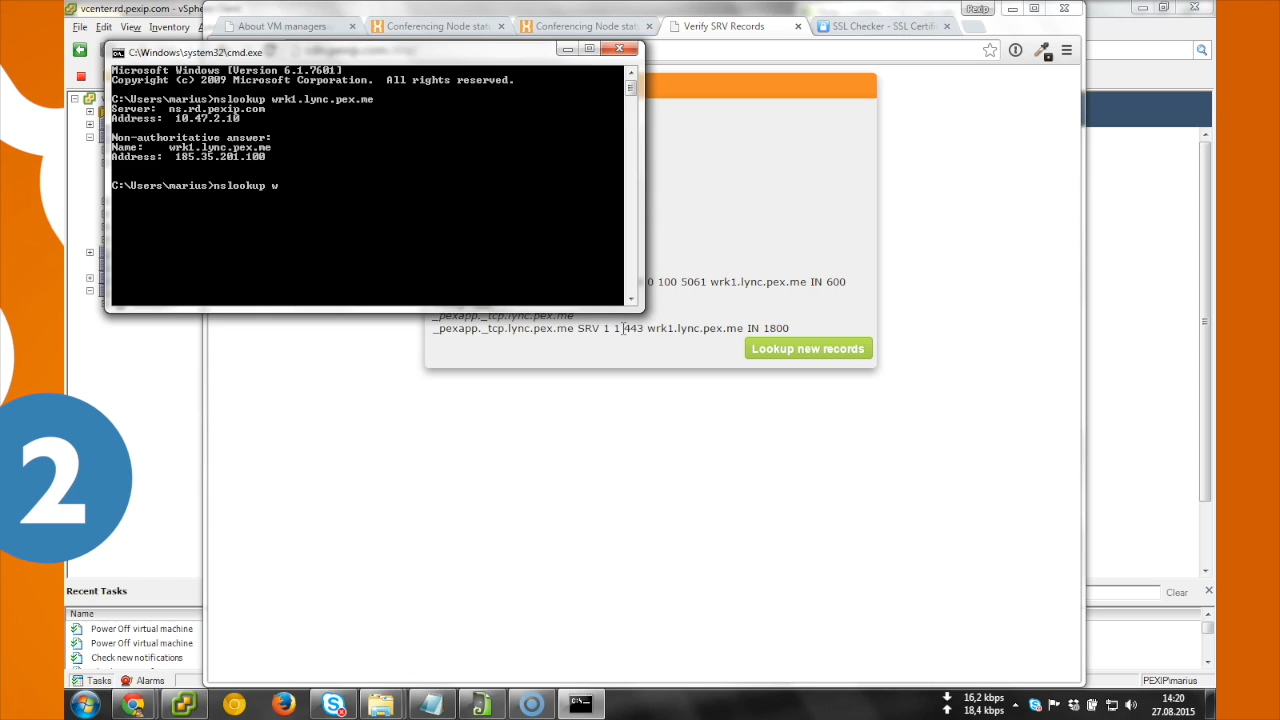 vcenter.rd.pexip.com - vSphere Client
File Edit View Inventory
About VM managers
Conferencing Node stat
Conferencing Node stat
Verify SRV Records
SSL Checker - SSL Certifi
Pexip
C:\Windows\system32\cmd.exe
Microsoft Windows [Version 6.1.7601]
Copyright (c) 2009 Microsoft Corporation. All rights reserved.
C:\Users\marius>nslookup wrk1.lync.pex.me
Server: ns.rd.pexip.com
Address: 10.47.2.10
Non-authoritative answer:
Name: wrk1.lync.pex.me
Address: 185.35.201.100
C:\Users\marius>nslookup w
0 100 5061 wrk1.lync.pex.me IN 600
_pexapp._tcp.lync.pex.me
_pexapp._tcp.lync.pex.me SRV 1 1 443 wrk1.lync.pex.me IN 1800
Lookup new records
2
Recent Tasks
Clear
Name
Power Off virtual machine
Power Off virtual machine
Check new notifications
Tasks Alarms
PEXIP\marius
16,2 kbps
18,4 kbps
14:20
27.08.2015